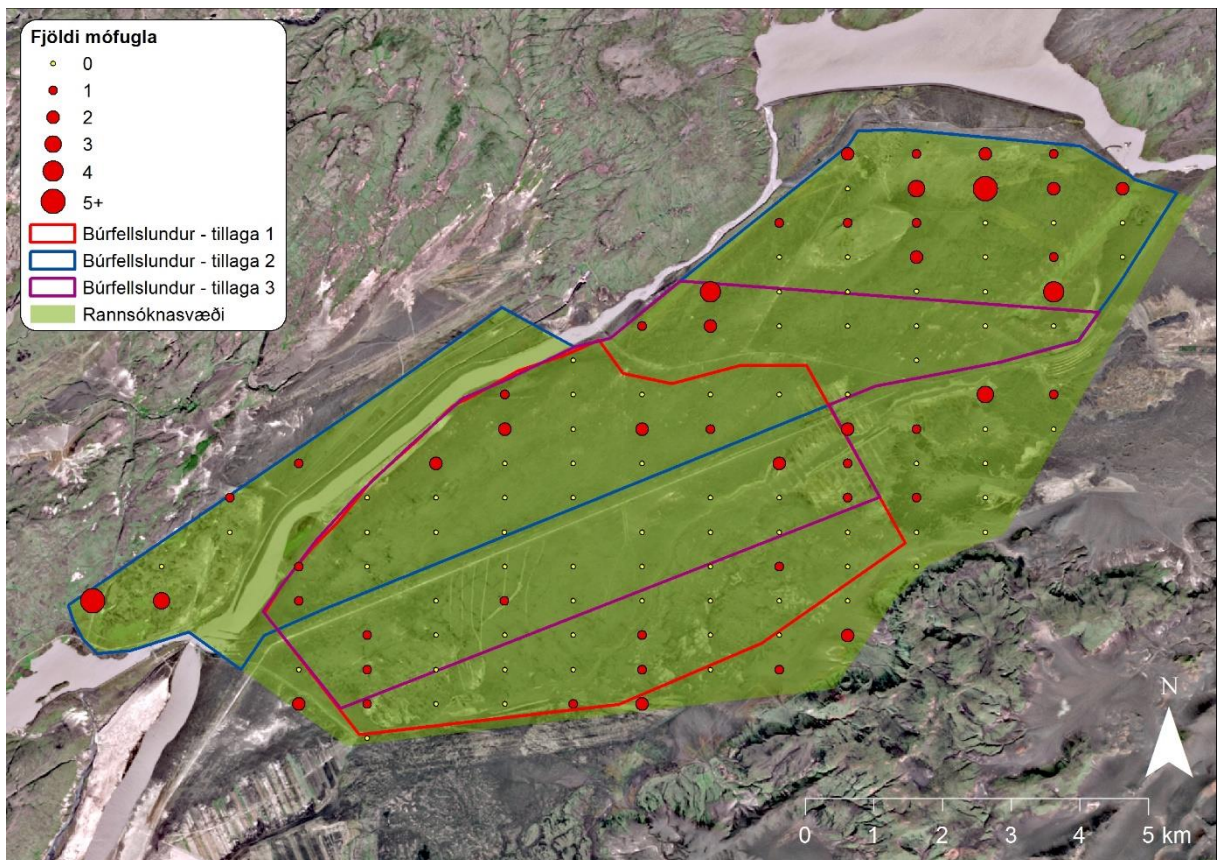 Fjöldi mófugla
0
1
2
3
4
5+
Búrfellslundur - tillaga 1
Búrfellslundur - tillaga 2
Búrfellslundur - tillaga 3
Rannsóknasvæði
N
0 1 2 3 4 5 km